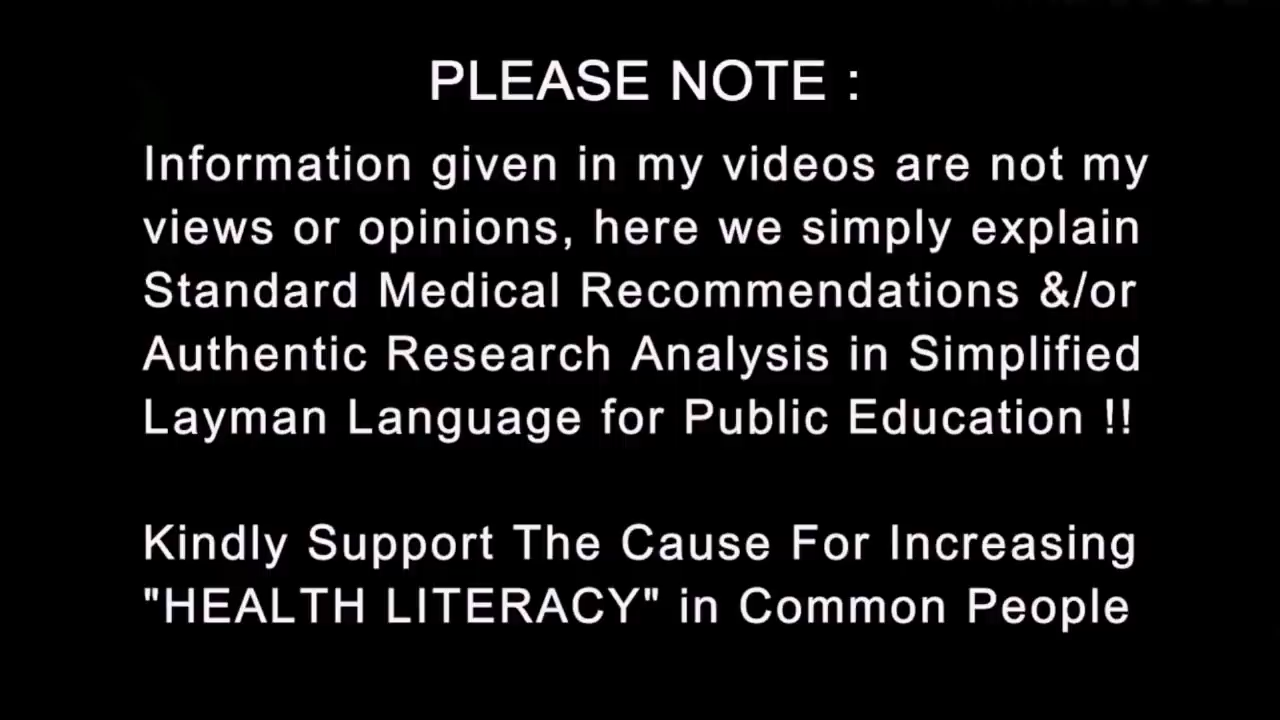 PLEASE NOTE :
Information given in my videos are not my
views or opinions, here we simply explain
Standard Medical Recommendations &/or
Authentic Research Analysis in Simplified
Layman Language for Public Education !!
Kindly Support The Cause For Increasing
"HEALTH LITERACY" in Common People